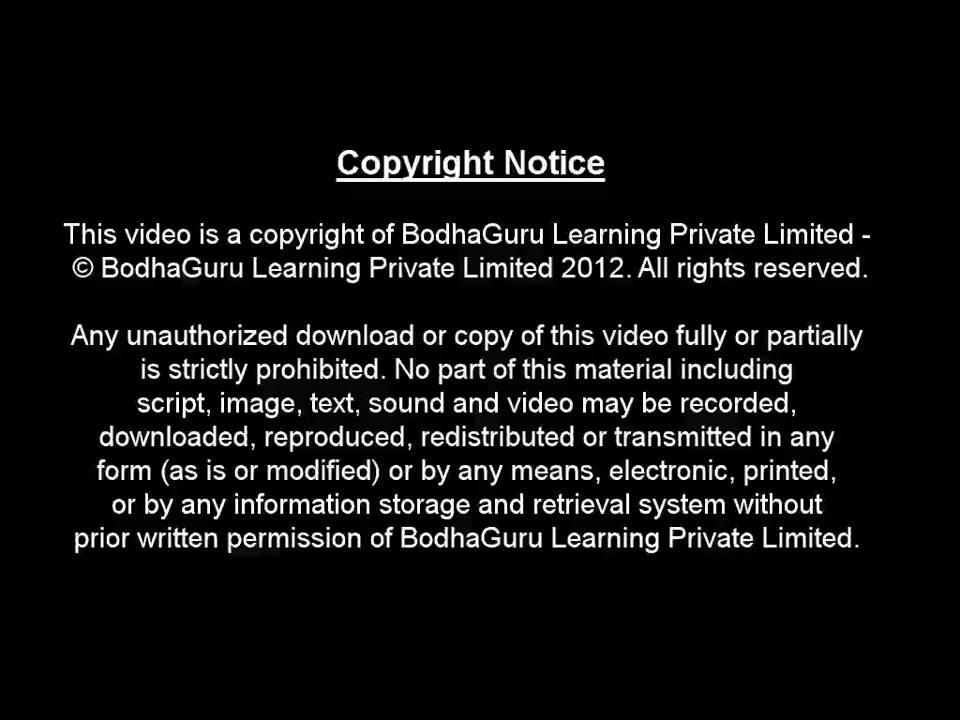 Copyright Notice
This video is a copyright of BodhaGuru Learning Private Limited -
© BodhaGuru Learning Private Limited 2012. All rights reserved.
Any unauthorized download or copy of this video fully or partially
is strictly prohibited. No part of this material including
script, image, text, sound and video may be recorded,
downloaded, reproduced, redistributed or transmitted in any
form (as is or modified) or by any means, electronic, printed,
or by any information storage and retrieval system without
prior written permission of BodhaGuru Learning Private Limited.